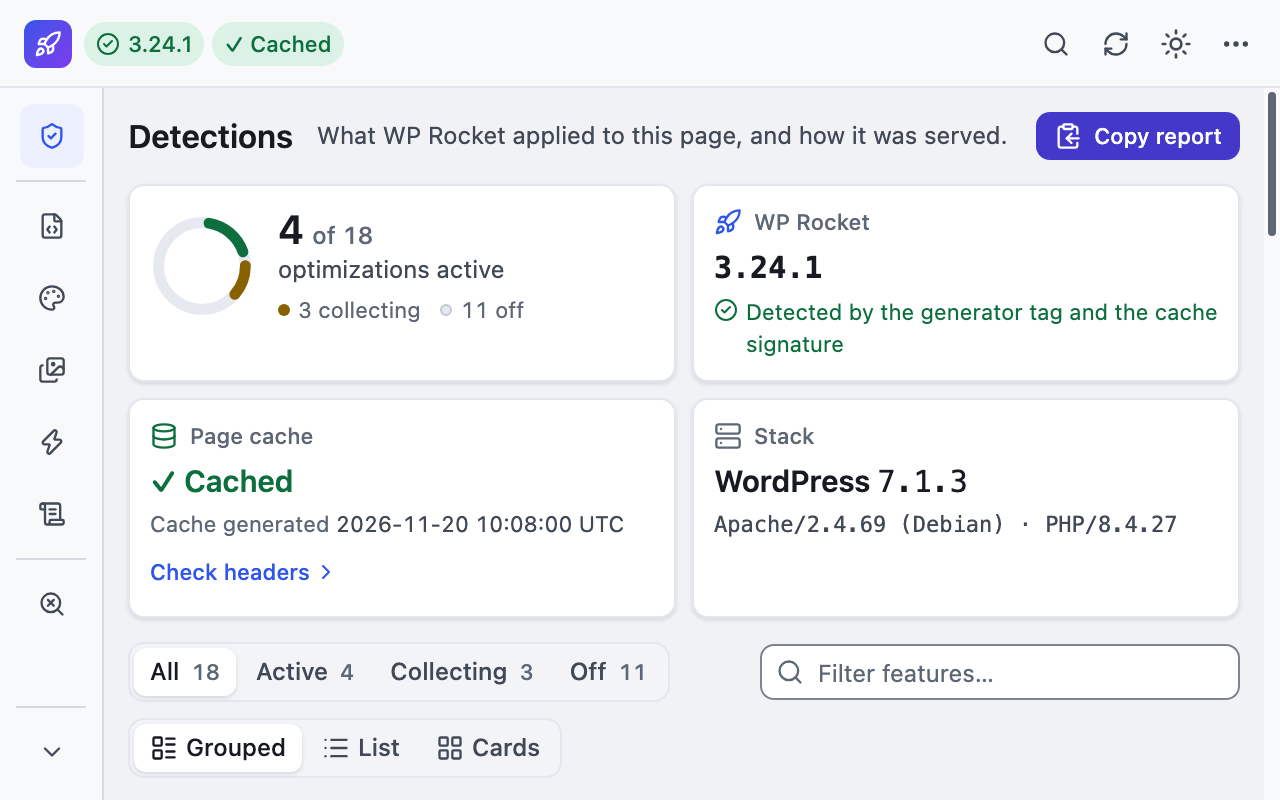 3.24.1
Cached
Detections
What WP Rocket applied to this page, and how it was served.
Copy report
4 of 18
optimizations active
3 collecting
11 off
WP Rocket
3.24.1
Detected by the generator tag and the cache
signature
Page cache
Cached
Cache generated 2026-11-20 10:08:00 UTC
Check headers
Stack
WordPress 7.1.3
Apache/2.4.69 (Debian) · PHP/8.4.27
All 18
Active 4
Collecting 3
Off 11
Filter features...
Grouped
List
Cards